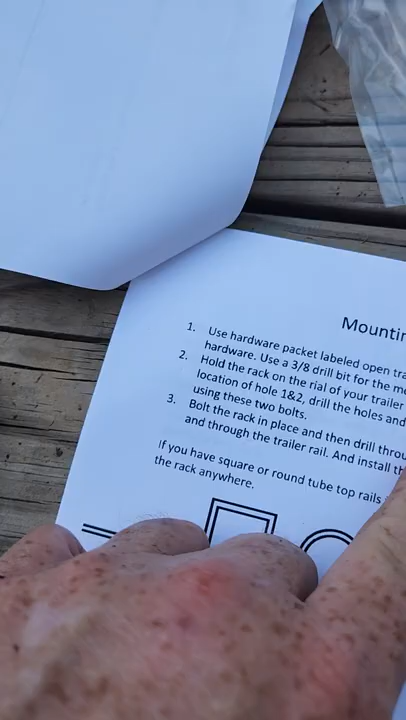 Mountin
1. Use hardware packet labeled open tra
hardware. Use a 3/8 drill bit for the me
2. Hold the rack on the rial of your trailer
location of hole 1&2, drill the holes and
using these two bolts.
3. Bolt the rack in place and then drill throu
and through the trailer rail. And install th
If you have square or round tube top rails
the rack anywhere.